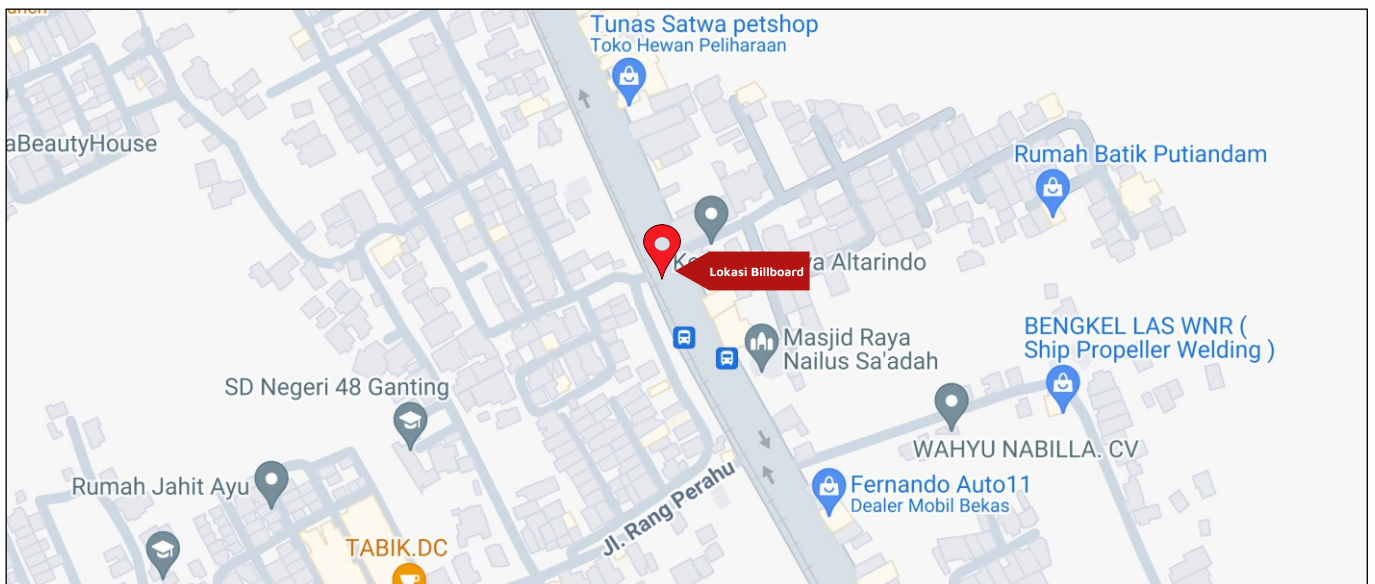 Tunas Satwa petshop
Toko Hewan Peliharaan
aBeautyHouse
Rumah Batik Putiandam
Altarindo
Lokasi Billboard
Masjid Raya
Nailus Sa'adah
BENGKEL LAS WNR (
Ship Propeller Welding )
SD Negeri 48 Ganting
WAHYU NABILLA. CV
Rumah Jahit Ayu
Fernando Auto11
Dealer Mobil Bekas
Jl. Rang Perahu
TABIK.DC